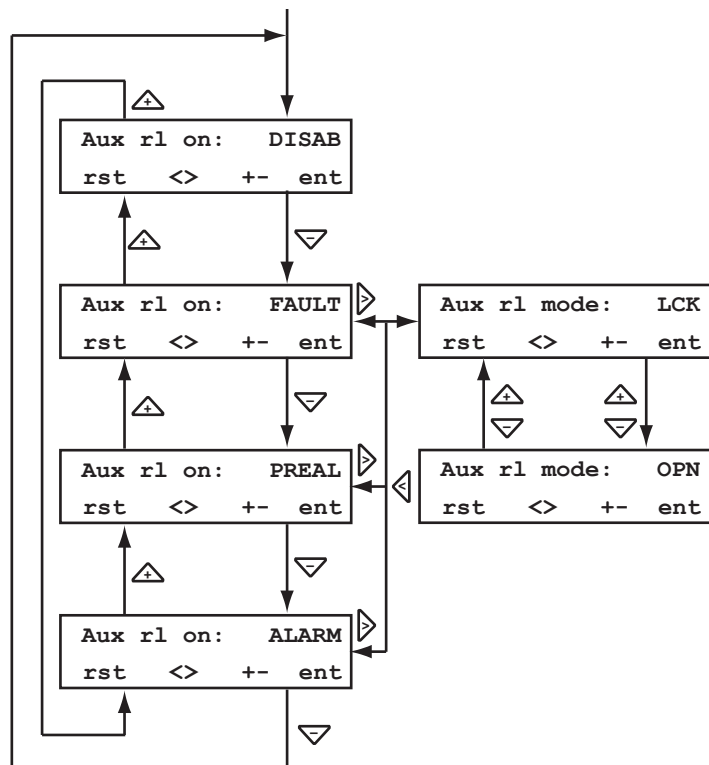 +
Aux rl on: DISAB
rst <> +- ent
+ -
Aux rl on: FAULT >
rst <> +- ent
+ -
Aux rl on: PREAL >
rst <> +- ent
+ -
Aux rl on: ALARM >
rst <> +- ent
-
<
Aux rl mode: LCK
rst <> +- ent
+ +
- -
Aux rl mode: OPN
rst <> +- ent